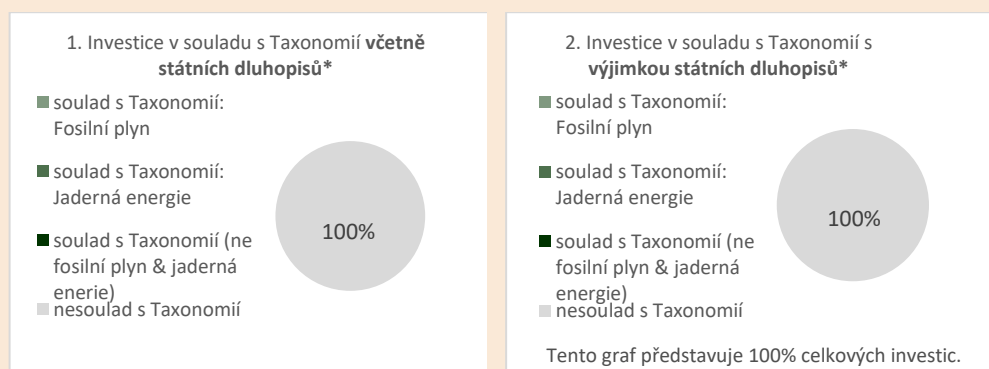 1. Investice v souladu s Taxonomií včetně
státních dluhopisů*
soulad s Taxonomií:
Fosilní plyn
soulad s Taxonomií:
Jaderná energie
soulad s Taxonomií (ne
fosilní plyn & jaderná
enerie)
nesoulad s Taxonomií
100%
2. Investice v souladu s Taxonomií s
výjimkou státních dluhopisů*
soulad s Taxonomií:
Fosilní plyn
soulad s Taxonomií:
Jaderná energie
soulad s Taxonomií (ne
fosilní plyn & jaderná
energie)
nesoulad s Taxonomií
100%
Tento graf představuje 100% celkových investic.